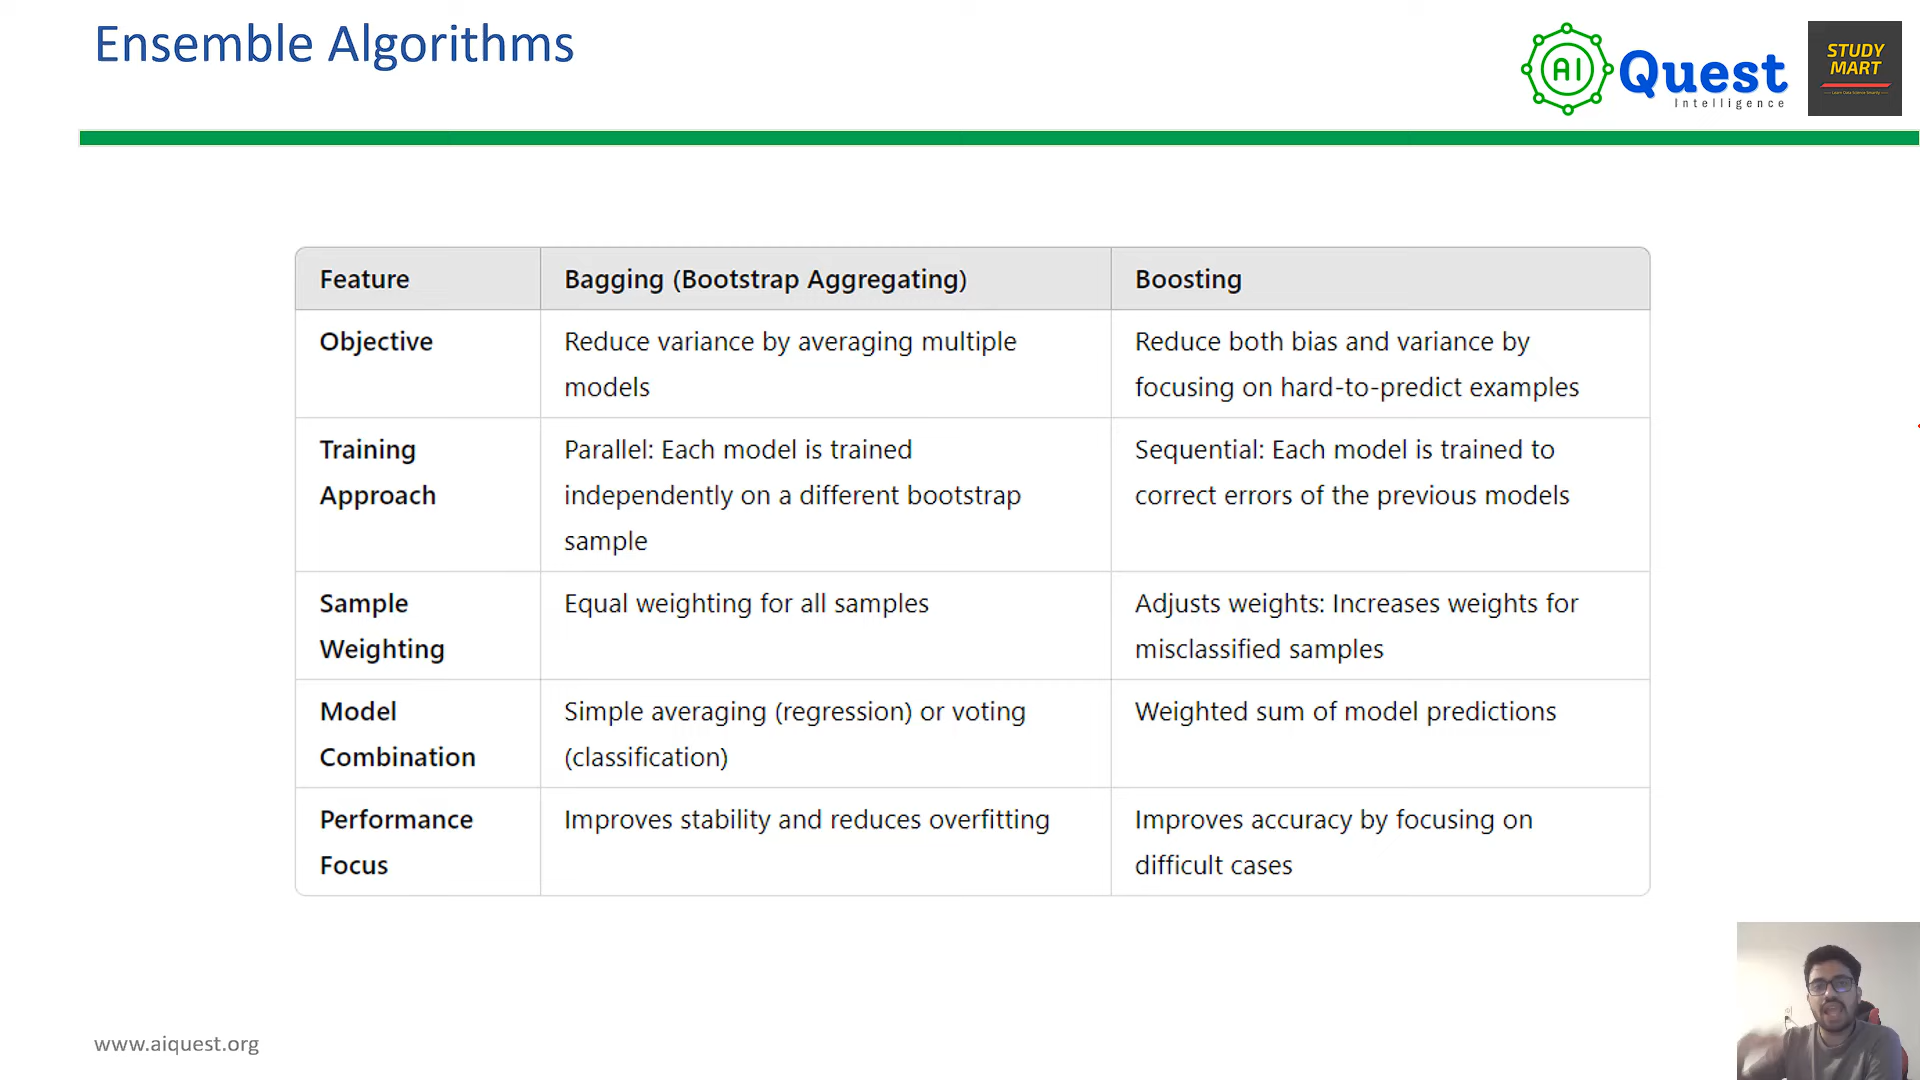 Ensemble Algorithms
AI Quest
Intelligence
STUDY
MART
Feature
Bagging (Bootstrap Aggregating)
Boosting
Objective
Reduce variance by averaging multiple
models
Reduce both bias and variance by
focusing on hard-to-predict examples
Training
Approach
Parallel: Each model is trained
independently on a different bootstrap
sample
Sequential: Each model is trained to
correct errors of the previous models
Sample
Weighting
Equal weighting for all samples
Adjusts weights: Increases weights for
misclassified samples
Model
Combination
Simple averaging (regression) or voting
(classification)
Weighted sum of model predictions
Performance
Focus
Improves stability and reduces overfitting
Improves accuracy by focusing on
difficult cases
www.aiquest.org